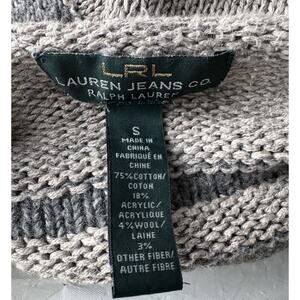 LRL
LAUREN JEANS CO.
RALPH LAUREN
S
MADE IN
CHINA
FABRIQUÉ EN
CHINE
75%COTTON/
COTON
18%
ACRYLIC/
ACRYLIQUE
4%WOOL/
LAINE
3%
OTHER FIBER/
AUTRE FIBRE